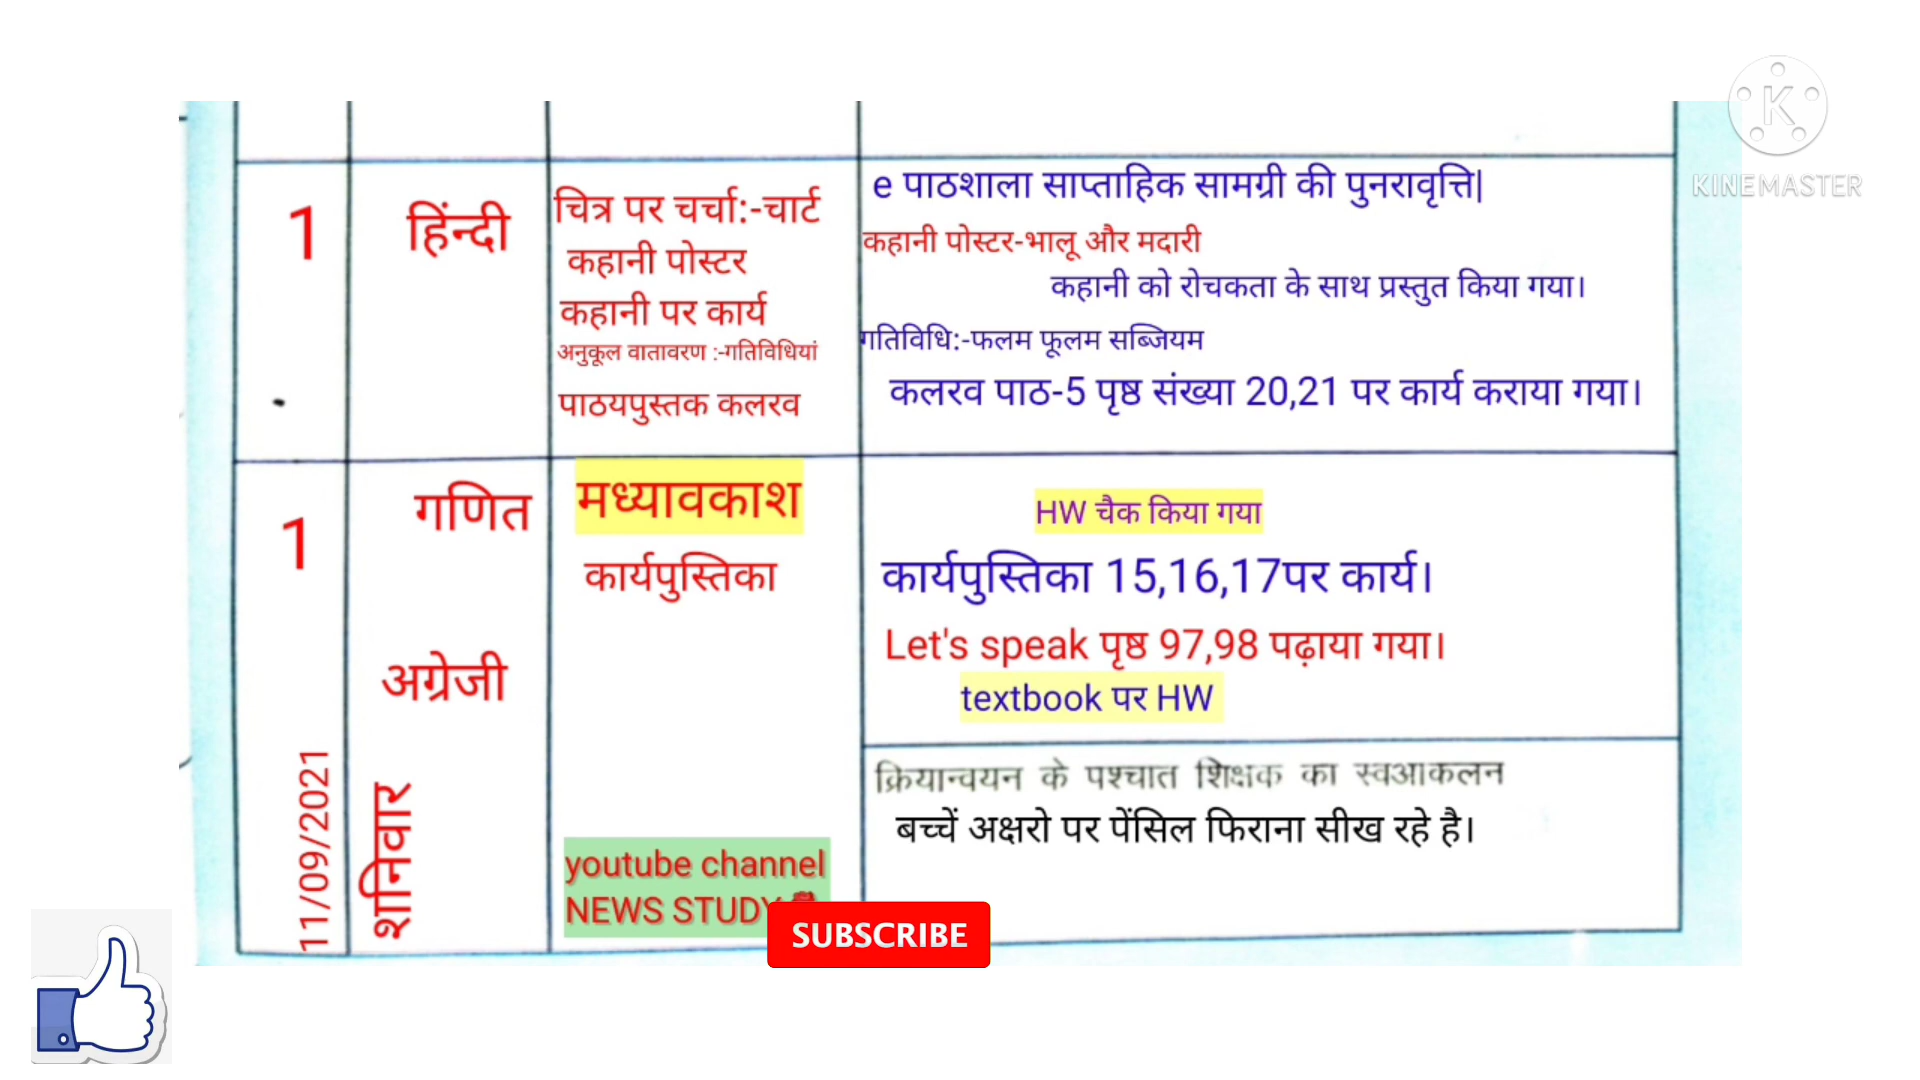 1
हिंन्दी
चित्र पर चर्चा:-चार्ट
कहानी पोस्टर
कहानी पर कार्य
अनुकूल वातावरण :-गतिविधियां
पाठयपुस्तक कलरव
e पाठशाला साप्ताहिक सामग्री की पुनरावृत्ति|
कहानी पोस्टर-भालू और मदारी
कहानी को रोचकता के साथ प्रस्तुत किया गया।
गतिविधि:-फलम फूलम सब्जियम
कलरव पाठ-5 पृष्ठ संख्या 20,21 पर कार्य कराया गया।
1
गणित
मध्यावकाश
कार्यपुस्तिका
HW चैक किया गया
कार्यपुस्तिका 15,16,17पर कार्य।
अग्रेजी
Let's speak पृष्ठ 97,98 पढ़ाया गया।
textbook पर HW
11/09/2021
शनिवार
क्रियान्वयन के पश्चात शिक्षक का स्वआकलन
बच्चें अक्षरो पर पेंसिल फिराना सीख रहे है।
youtube channel
NEWS STUDY
SUBSCRIBE
K
KINEMASTER